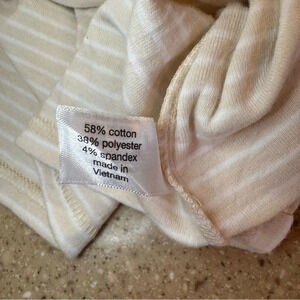 58% cotton
38% polyester
4% spandex
made in
Vietnam